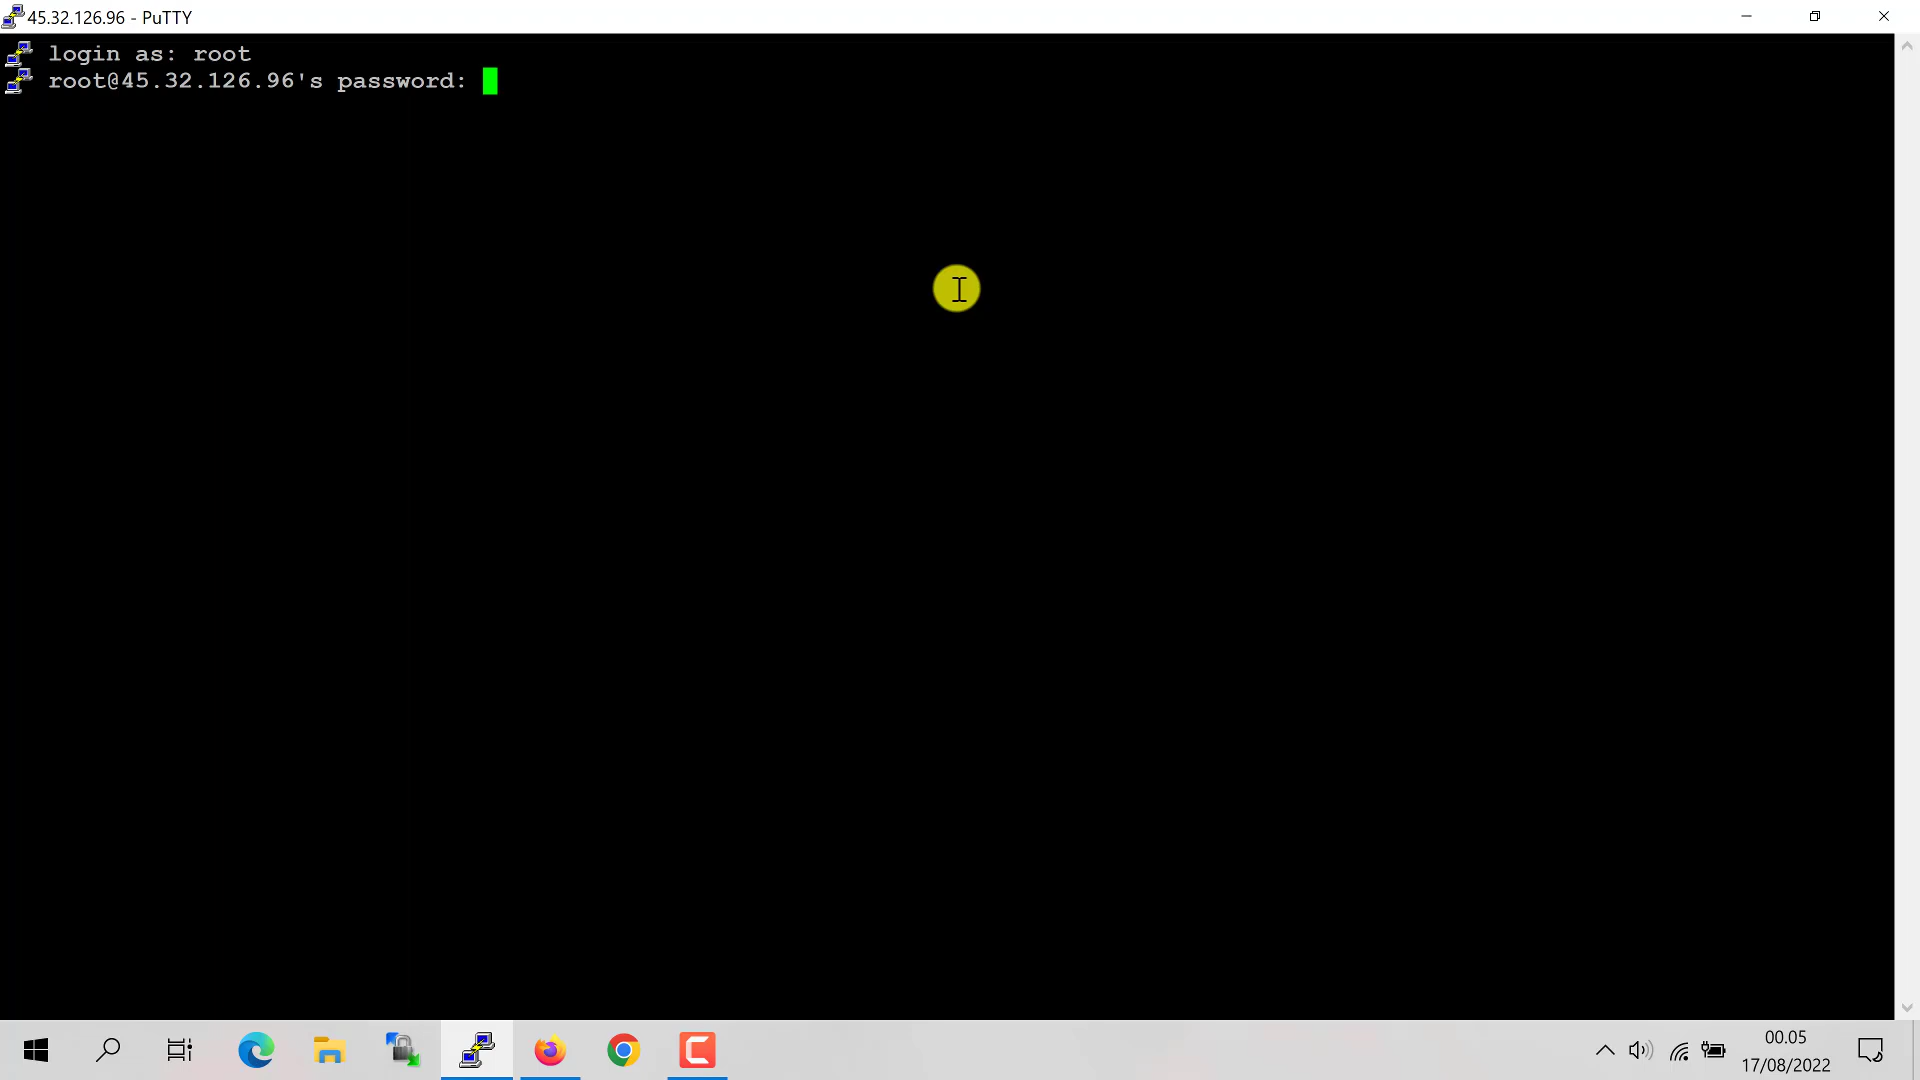 45.32.126.96 - PuTTY
login as: root
root@45.32.126.96's password:
00.05
17/08/2022